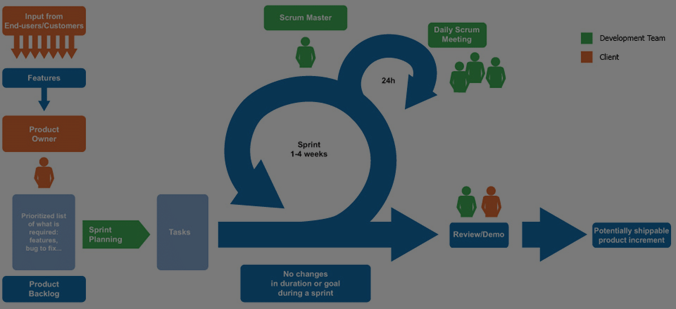 Input from
End-users/Customers
Features
Product
Owner
Prioritized list
of what is
required:
features,
bug to fix...
Product
Backlog
Sprint
Planning
Tasks
Scrum Master
Sprint
1-4 weeks
24h
Daily Scrum
Meeting
No changes
in duration or goal
during a sprint
Review/Demo
Potentially shippable
product increment
Development Team
Client